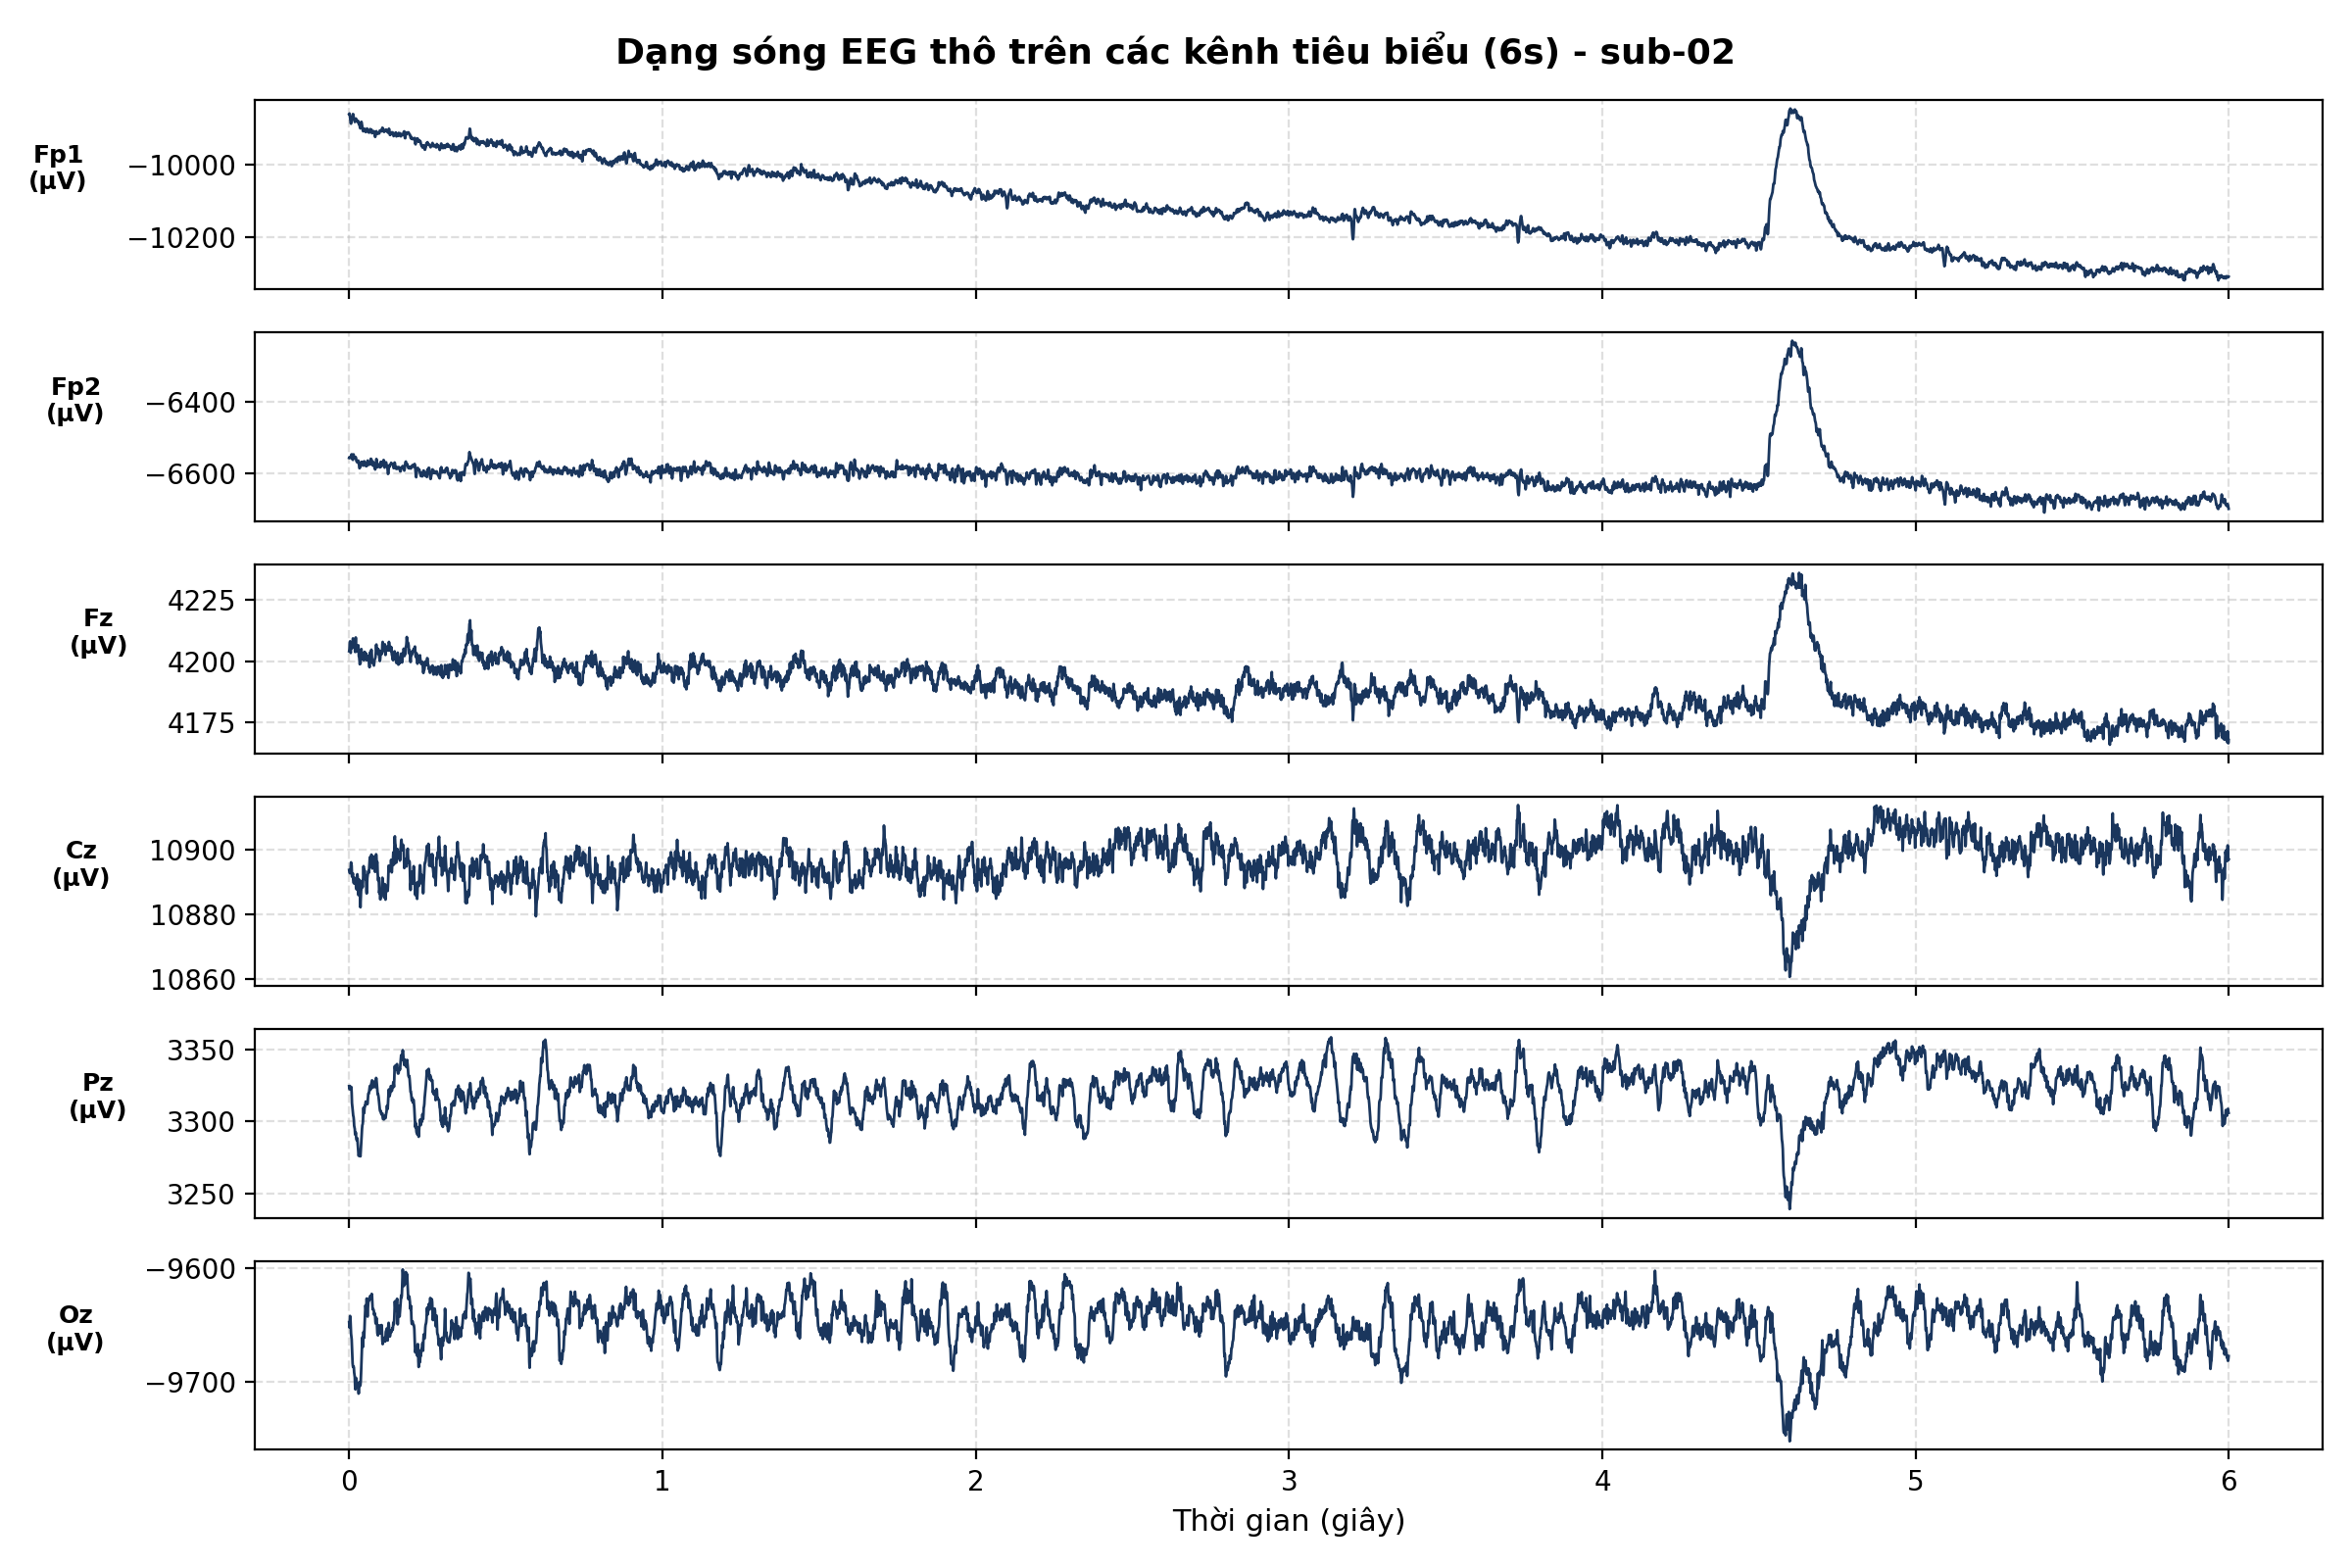 Dạng sóng EEG thô trên các kênh tiêu biểu (6s) - sub-02
Fp1
(μV)
−10000
−10200
Fp2
(μV)
−6400
−6600
Fz
(μV)
4225
4200
4175
Cz
(μV)
10900
10880
10860
Pz
(μV)
3350
3300
3250
Oz
(μV)
−9600
−9700
0 1 2 3 4 5 6
Thời gian (giây)